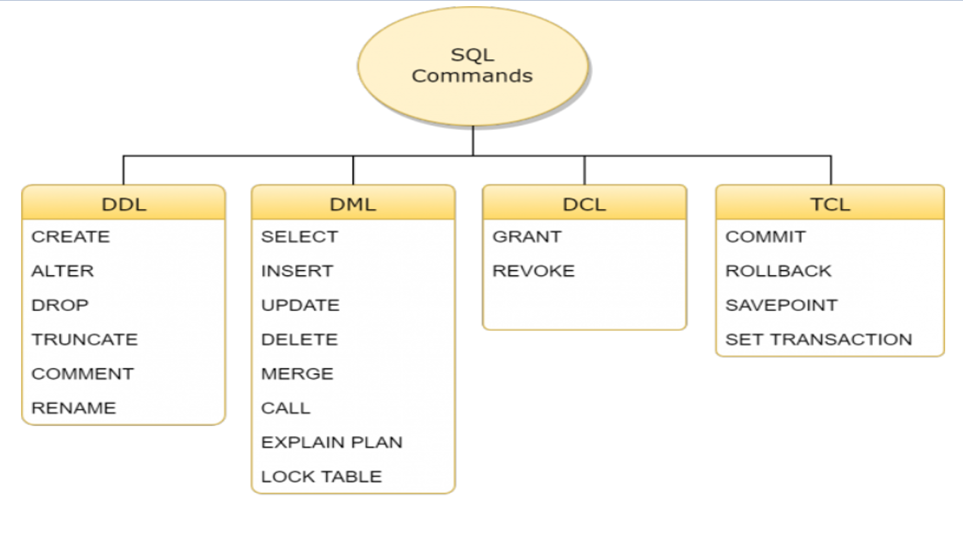 SQL
Commands
DDL
CREATE
ALTER
DROP
TRUNCATE
COMMENT
RENAME
DML
SELECT
INSERT
UPDATE
DELETE
MERGE
CALL
EXPLAIN PLAN
LOCK TABLE
DCL
GRANT
REVOKE
TCL
COMMIT
ROLLBACK
SAVEPOINT
SET TRANSACTION